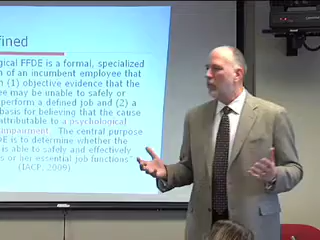 fined
gical FFDE is a formal, specialized
n of an incumbent employee that
n (1) objective evidence that the
ee may be unable to safely or
perform a defined job and (2) a
basis for believing that the cause
attributable to a psychological
impairment. The central purpose
DE is to determine whether the
is able to safely and effectively
s or her essential job functions"
(IACP, 2009)